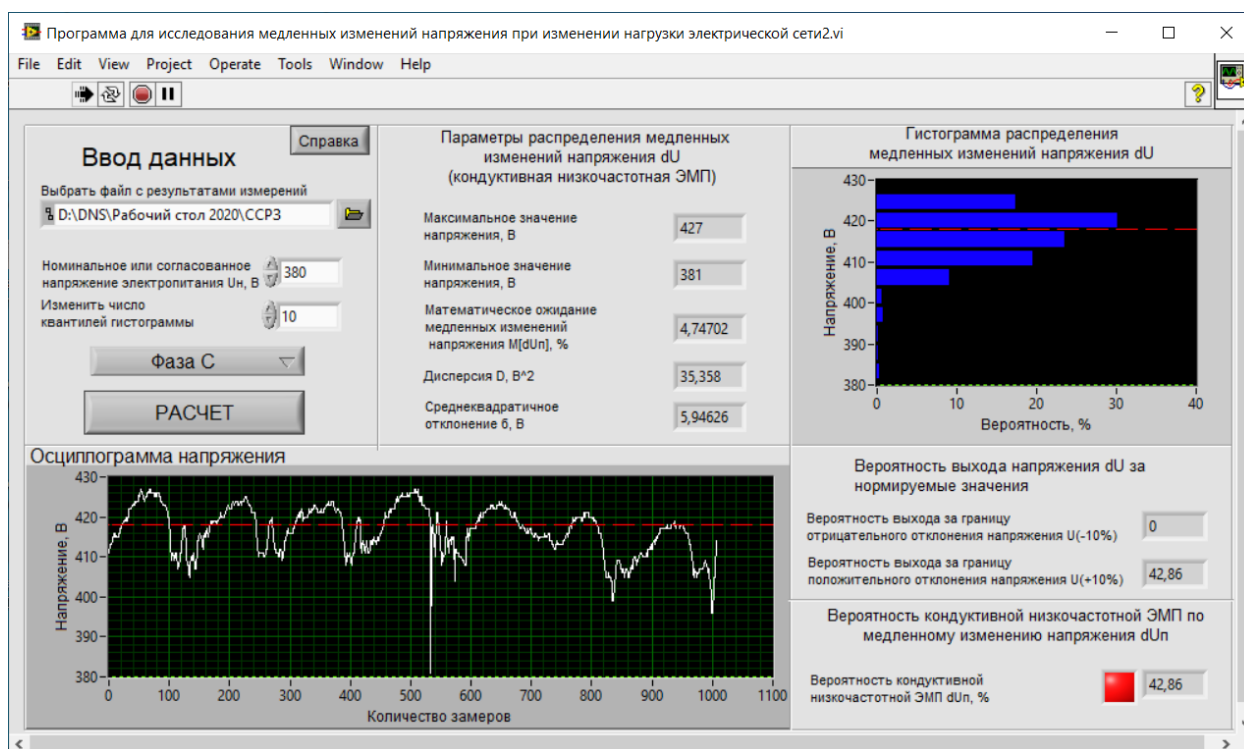 Программа для исследования медленных изменений напряжения при изменении нагрузки электрической сети2.vi
File Edit View Project Operate Tools Window Help
Ввод данных
Справка
Выбрать файл с результатами измерений
D:\DNS\Рабочий стол 2020\ССРЗ
Номинальное или согласованное
напряжение электропитания Uн, В
380
Изменить число
квантилей гистограммы
10
Фаза С
РАСЧЕТ
Параметры распределения медленных
изменений напряжения dU
(кондуктивная низкочастотная ЭМП)
Максимальное значение
напряжения, В
427
Минимальное значение
напряжения, В
381
Математическое ожидание
медленных изменений
напряжения M[dUn], %
4,74702
Дисперсия D, В^2
35,358
Среднеквадратичное
отклонение б, В
5,94626
Гистограмма распределения
медленных изменений напряжения dU
430
420
410
400
390
380
Напряжение, В
0 10 20 30 40
Вероятность, %
Осциллограмма напряжения
430
420
410
400
390
380
Напряжение, В
0 100 200 300 400 500 600 700 800 900 1000 1100
Количество замеров
Вероятность выхода напряжения dU за
нормируемые значения
Вероятность выхода за границу
отрицательного отклонения напряжения U(-10%)
0
Вероятность выхода за границу
положительного отклонения напряжения U(+10%)
42,86
Вероятность кондуктивной низкочастотной ЭМП по
медленному изменению напряжения dUп
Вероятность кондуктивной
низкочастотной ЭМП dUп, %
42,86